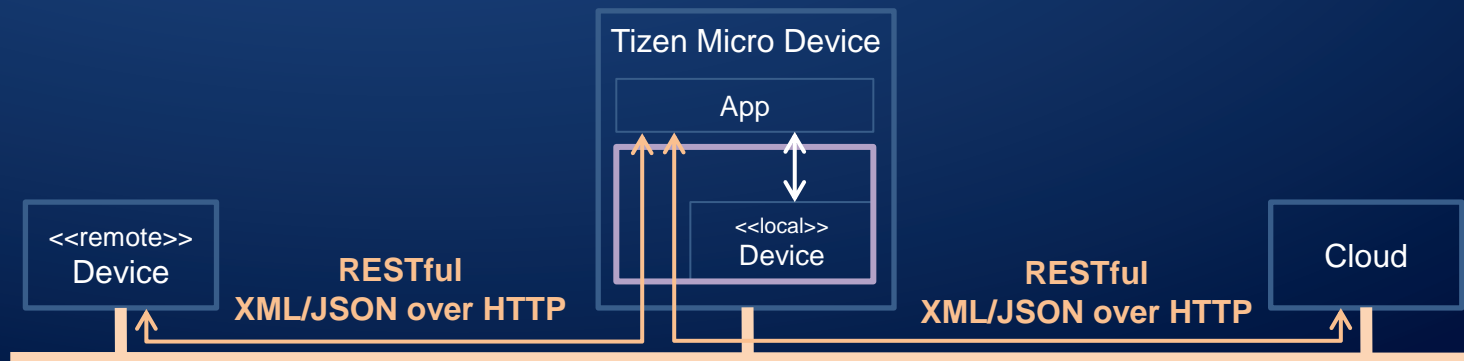 Tizen Micro Device
App
<<remote>>
Device
RESTful
XML/JSON over HTTP
<<local>>
Device
RESTful
XML/JSON over HTTP
Cloud